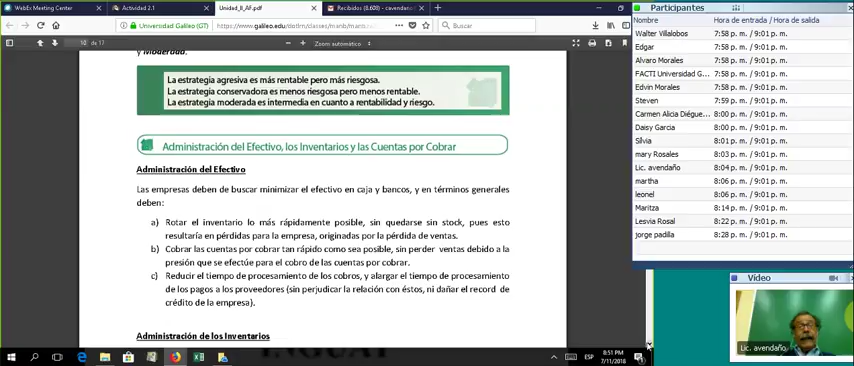 WebEx Meeting Center
Actividad 2.1
Unidad_II_AF.pdf
Universidad Galileo (GT)
Buscar
10 de 17
Zoom automático
y Moderada.
La estrategia agresiva es más rentable pero más riesgosa.
La estrategia conservadora es menos riesgosa pero menos rentable.
La estrategia moderada es intermedia en cuanto a rentabilidad y riesgo.
Administración del Efectivo, los Inventarios y las Cuentas por Cobrar
Administración del Efectivo
Las empresas deben de buscar minimizar el efectivo en caja y bancos, y en términos generales
deben:
a) Rotar el inventario lo más rápidamente posible, sin quedarse sin stock, pues esto
resultaría en pérdidas para la empresa, originadas por la pérdida de ventas.
b) Cobrar las cuentas por cobrar tan rápido como sea posible, sin perder ventas debido a la
presión que se efectúe para el cobro de las cuentas por cobrar.
c) Reducir el tiempo de procesamiento de los cobros, y alargar el tiempo de procesamiento
de los pagos a los proveedores (sin perjudicar la relación con éstos, ni dañar el record de
crédito de la empresa).
Administración de los Inventarios
ESP
8:51 PM
7/11/2018
Participantes
Nombre Hora de entrada / Hora de salida
Walter Villalobos 7:58 p. m. / 9:01 p. m.
Edgar 7:58 p. m. / 9:01 p. m.
Alvaro Morales 7:58 p. m. / 9:01 p. m.
FACTI Universidad G... 7:58 p. m. / 9:01 p. m.
Edvin Morales 7:58 p. m. / 9:01 p. m.
Steven 7:59 p. m. / 9:01 p. m.
Carmen Alicia Diégue... 8:00 p. m. / 9:01 p. m.
Daisy Garcia 8:00 p. m. / 9:01 p. m.
Silvia 8:01 p. m. / 9:01 p. m.
mary Rosales 8:03 p. m. / 9:01 p. m.
Lic. avendaño 8:04 p. m. / 9:01 p. m.
martha 8:06 p. m. / 9:01 p. m.
leonel 8:06 p. m. / 9:01 p. m.
Maritza 8:14 p. m. / 9:01 p. m.
Lesvia Rosal 8:22 p. m. / 9:01 p. m.
jorge padilla 8:28 p. m. / 9:01 p. m.
Video
Lic. avendaño